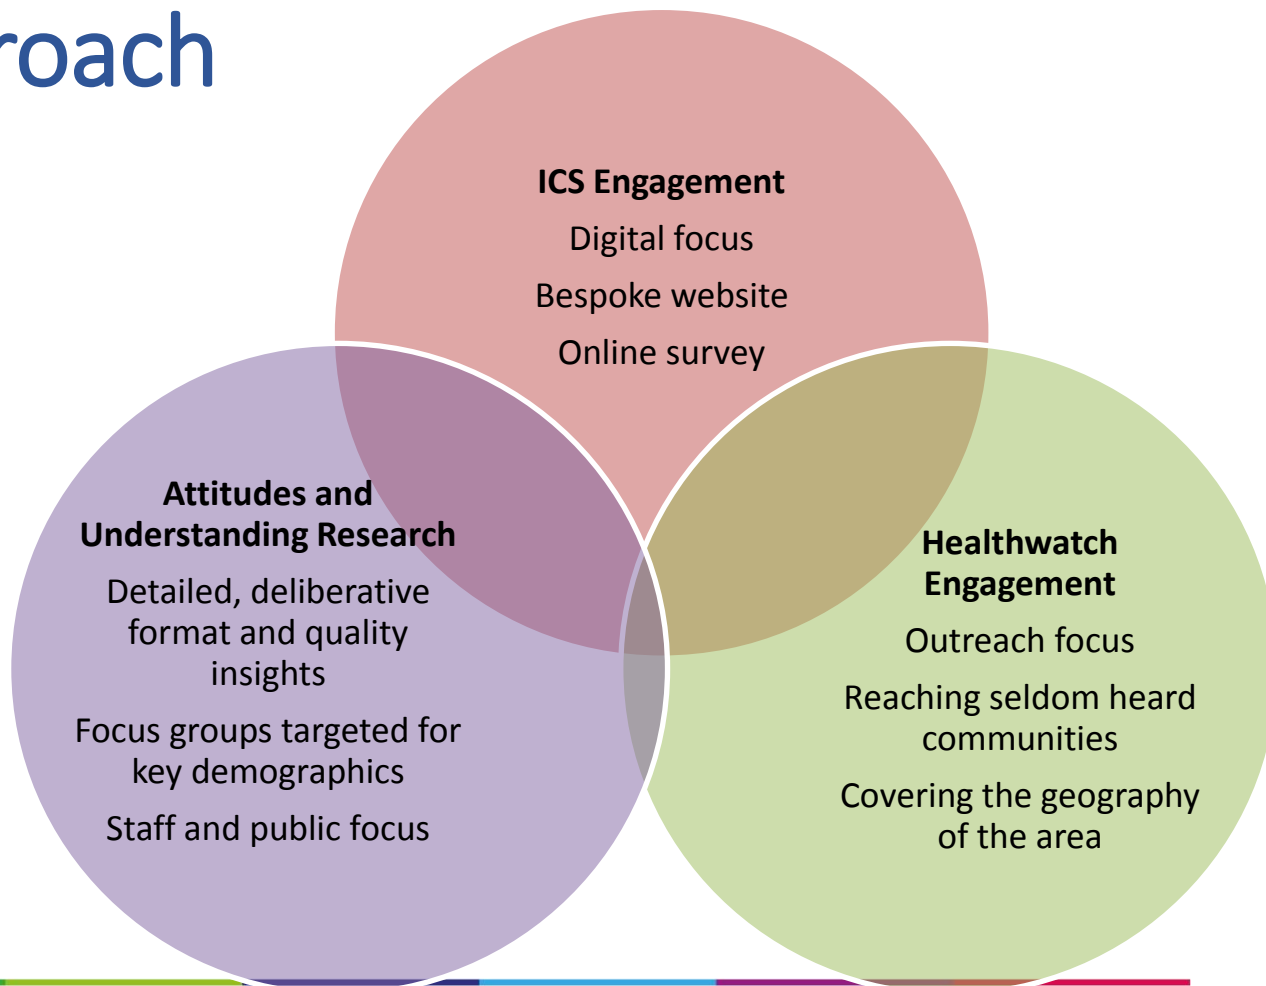 roach
ICS Engagement
Digital focus
Bespoke website
Online survey
Attitudes and
Understanding Research
Detailed, deliberative
format and quality
insights
Focus groups targeted for
key demographics
Staff and public focus
Healthwatch
Engagement
Outreach focus
Reaching seldom heard
communities
Covering the geography
of the area